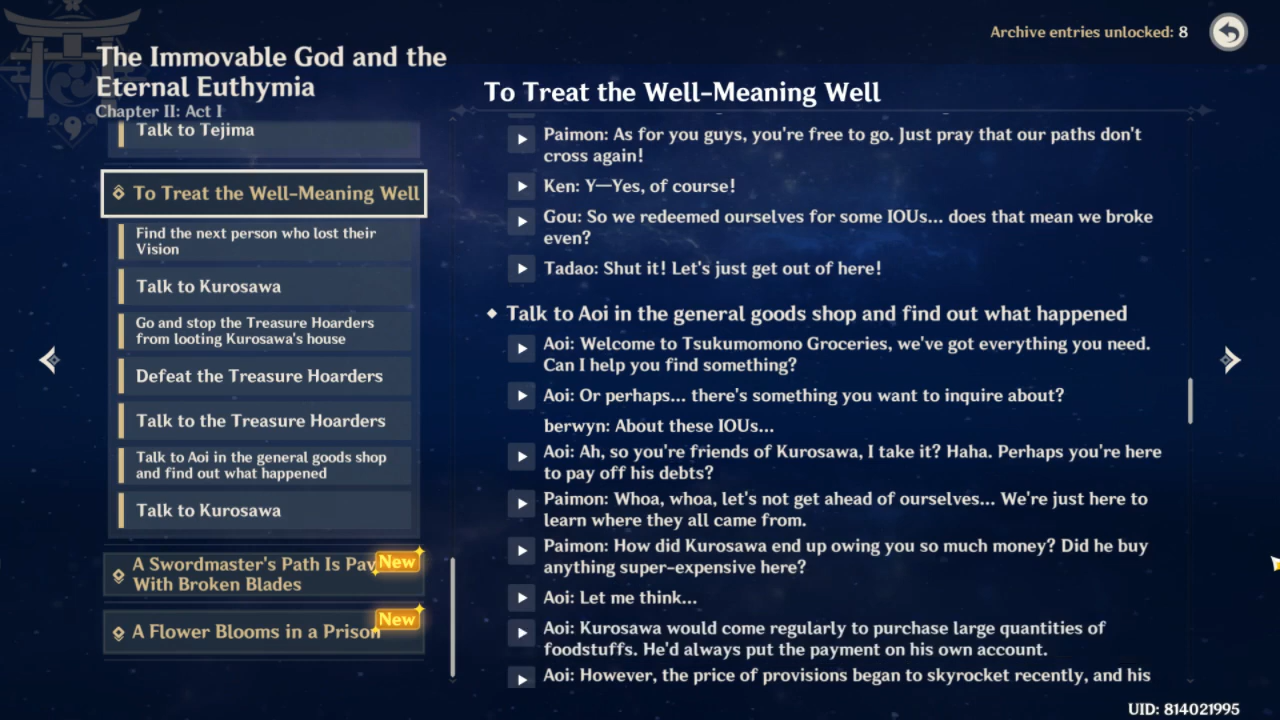 Archive entries unlocked: 8
The Immovable God and the
Eternal Euthymia
Chapter II: Act I
Talk to Tejima
To Treat the Well-Meaning Well
Find the next person who lost their
Vision
Talk to Kurosawa
Go and stop the Treasure Hoarders
from looting Kurosawa's house
Defeat the Treasure Hoarders
Talk to the Treasure Hoarders
Talk to Aoi in the general goods shop
and find out what happened
Talk to Kurosawa
A Swordmaster's Path Is Pav
New
With Broken Blades
New
A Flower Blooms in a Prison
To Treat the Well-Meaning Well
Paimon: As for you guys, you're free to go. Just pray that our paths don't
cross again!
Ken: Y—Yes, of course!
Gou: So we redeemed ourselves for some IOUs... does that mean we broke
even?
Tadao: Shut it! Let's just get out of here!
Talk to Aoi in the general goods shop and find out what happened
Aoi: Welcome to Tsukumomono Groceries, we've got everything you need.
Can I help you find something?
Aoi: Or perhaps... there's something you want to inquire about?
berwyn: About these IOUs...
Aoi: Ah, so you're friends of Kurosawa, I take it? Haha. Perhaps you're here
to pay off his debts?
Paimon: Whoa, whoa, let's not get ahead of ourselves... We're just here to
learn where they all came from.
Paimon: How did Kurosawa end up owing you so much money? Did he buy
anything super-expensive here?
Aoi: Let me think...
Aoi: Kurosawa would come regularly to purchase large quantities of
foodstuffs. He'd always put the payment on his own account.
Aoi: However, the price of provisions began to skyrocket recently, and his
UID: 814021995